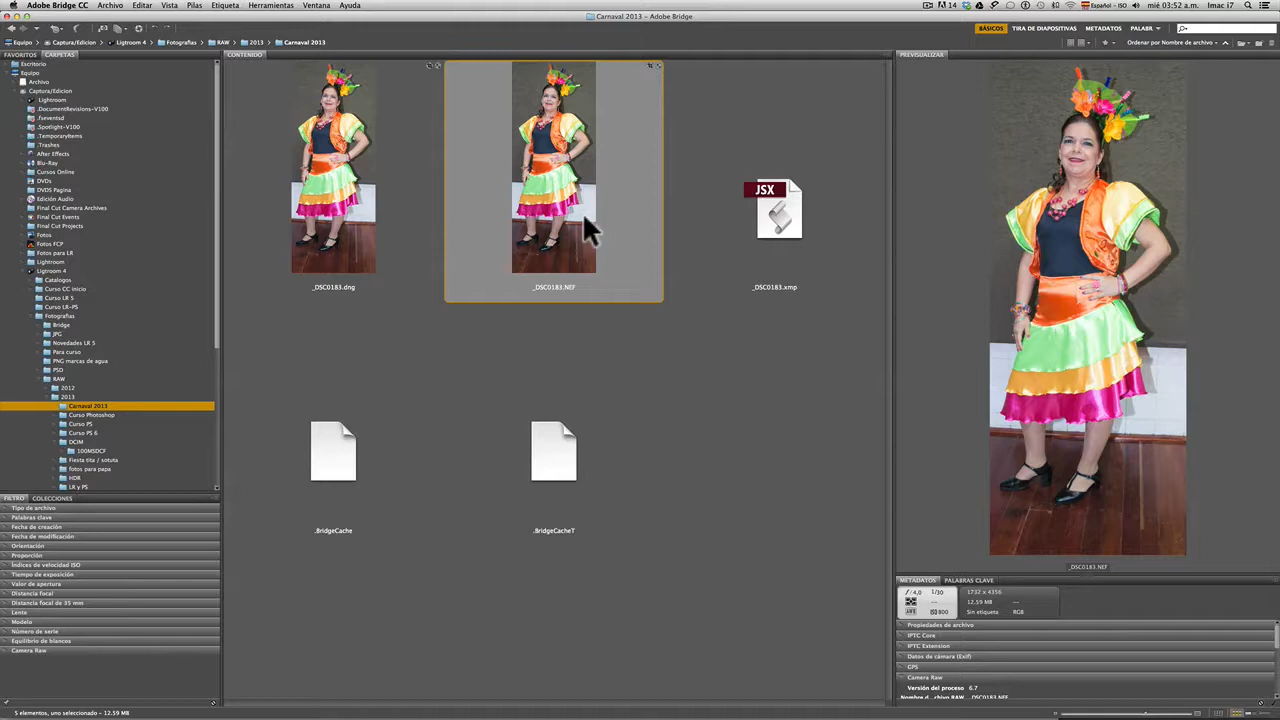 Adobe Bridge CC Archivo Editar Vista Pilas Etiqueta Herramientas Ventana Ayuda
14 Español - ISO mié 03:52 a.m. Imac i7
Carnaval 2013 – Adobe Bridge
BÁSICOS TIRA DE DIAPOSITIVAS METADATOS PALABR
Equipo Captura/Edicion Ligtroom 4 Fotografias RAW 2013 Carnaval 2013
Ordenar por Nombre de archivo
FAVORITOS CARPETAS
Escritorio
Equipo
Archivo
Captura/Edicion
Lightroom
.DocumentRevisions-V100
.fseventsd
.Spotlight-V100
.TemporaryItems
.Trashes
After Effects
Blu-Ray
Cursos Online
DVDs
DVDS Pagina
Edición Audio
Final Cut Camera Archives
Final Cut Events
Final Cut Projects
Fotos
Fotos FCP
Fotos para LR
Lightroom
Ligtroom 4
Catalogos
Curso CC inicio
Curso LR 5
Curso LR-PS
Fotografias
Bridge
JPG
Novedades LR 5
Para curso
PNG marcas de agua
PSD
RAW
2012
2013
Carnaval 2013
Curso Photoshop
Curso PS
Curso PS 6
DCIM
100MSDCF
Fiesta tita / sotuta
fotos para papa
HDR
LR y PS
FILTRO COLECCIONES
Tipo de archivo
Palabras clave
Fecha de creación
Fecha de modificación
Orientación
Proporción
Índices de velocidad ISO
Tiempo de exposición
Valor de apertura
Distancia focal
Distancia focal de 35 mm
Lente
Modelo
Número de serie
Equilibrio de blancos
Camera Raw
5 elementos, uno seleccionado - 12.59 MB
CONTENIDO
_DSC0183.dng
_DSC0183.NEF
JSX
_DSC0183.xmp
.BridgeCache
.BridgeCacheT
PREVISUALIZAR
_DSC0183.NEF
METADATOS PALABRAS CLAVE
f/4,0 1/30
ISO 800
1732 x 4356
12.59 MB --
Sin etiqueta RGB
Propiedades de archivo
IPTC Core
IPTC Extension
Datos de cámara (Exif)
GPS
Camera Raw
Versión del proceso 6.7